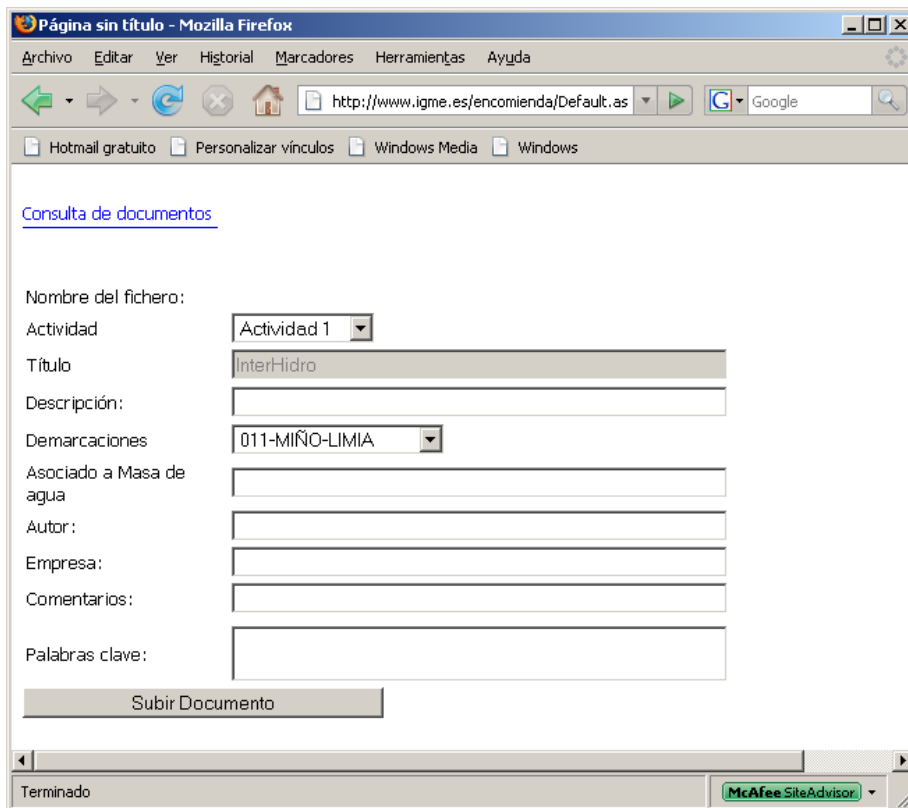 Página sin título - Mozilla Firefox
Archivo Editar Ver Historial Marcadores Herramientas Ayuda
http://www.igme.es/encomienda/Default.as G Google
Hotmail gratuito Personalizar vínculos Windows Media Windows
Consulta de documentos
Nombre del fichero:
Actividad Actividad 1
Título InterHidro
Descripción:
Demarcaciones 011-MIÑO-LIMIA
Asociado a Masa de
agua
Autor:
Empresa:
Comentarios:
Palabras clave:
Subir Documento
Terminado McAfee SiteAdvisor